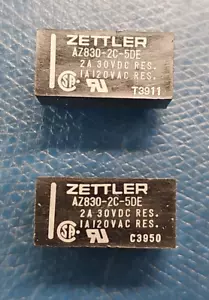 ZETTLER
AZ830-2C-5DE
2A 30VDC RES.
1A120VAC RES.
T3911
ZETTLER
AZ830-2C-5DE
2A 30VDC RES.
1A120VAC RES.
C3950